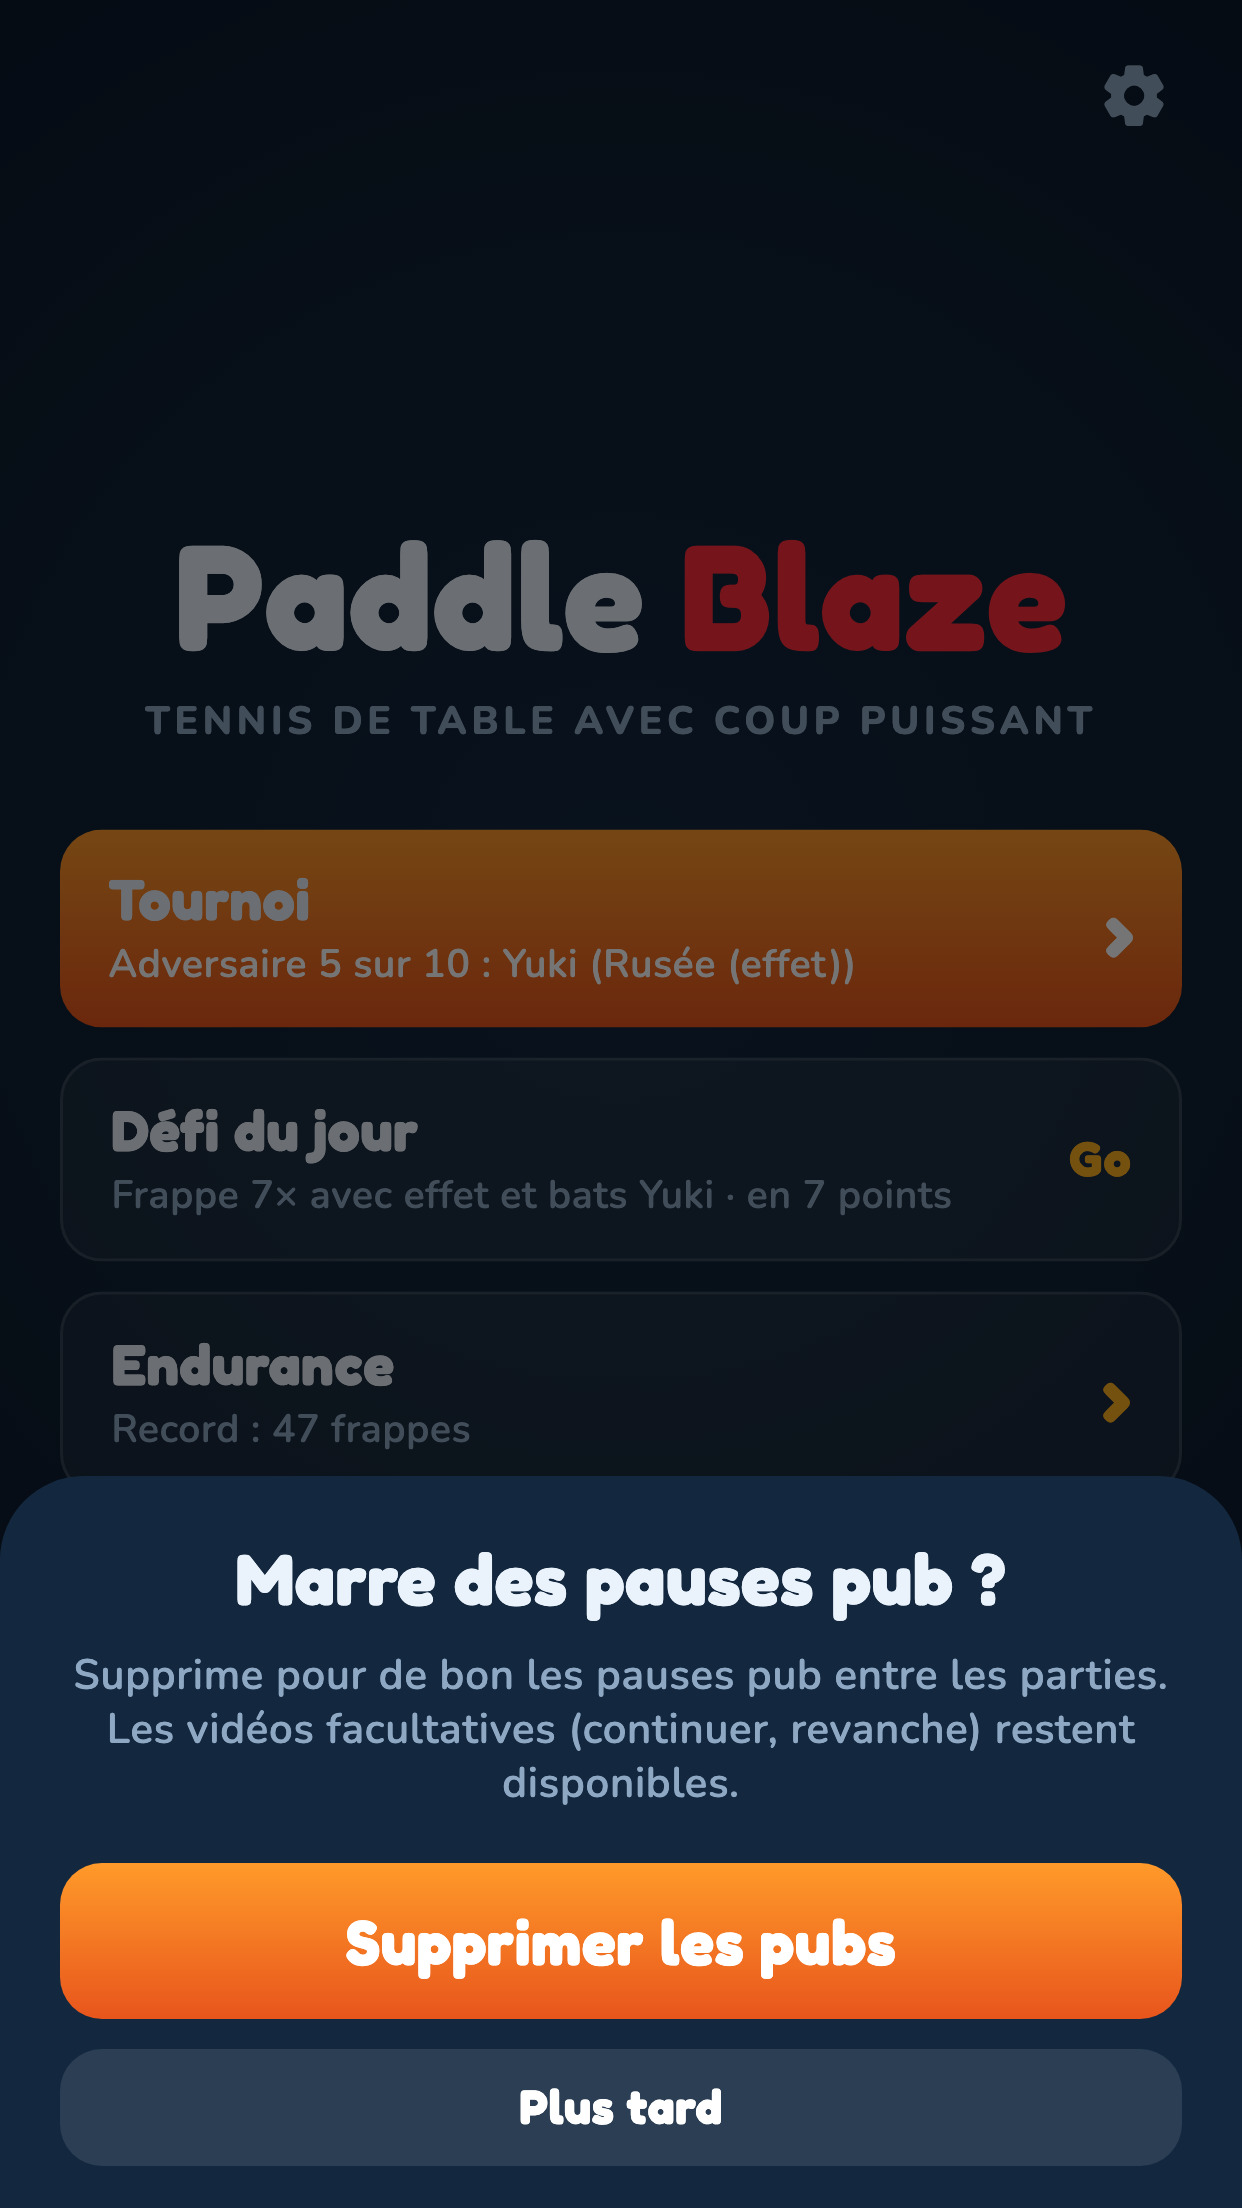 Paddle Blaze
TENNIS DE TABLE AVEC COUP PUISSANT
Tournoi
Adversaire 5 sur 10 : Yuki (Rusée (effet))
Défi du jour
Frappe 7× avec effet et bats Yuki · en 7 points
Go
Endurance
Record : 47 frappes
Marre des pauses pub ?
Supprime pour de bon les pauses pub entre les parties.
Les vidéos facultatives (continuer, revanche) restent
disponibles.
Supprimer les pubs
Plus tard